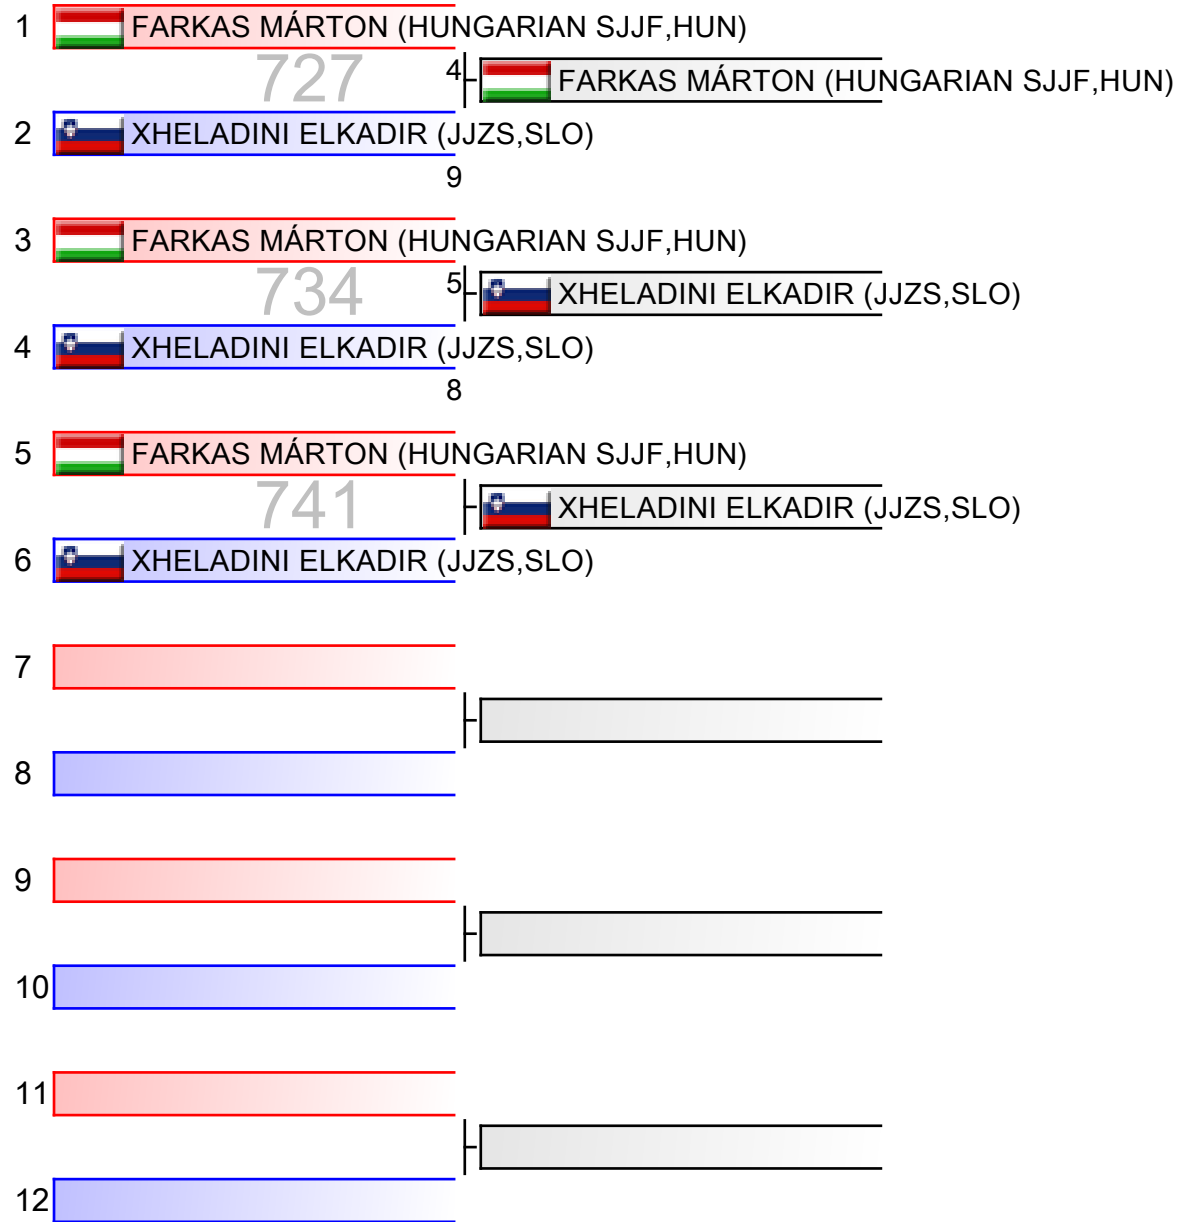 1 FARKAS MÁRTON (HUNGARIAN SJJF,HUN)
727
4
FARKAS MÁRTON (HUNGARIAN SJJF,HUN)
2 XHELADINI ELKADIR (JJZS,SLO)
9
3 FARKAS MÁRTON (HUNGARIAN SJJF,HUN)
734
5
XHELADINI ELKADIR (JJZS,SLO)
4 XHELADINI ELKADIR (JJZS,SLO)
8
5 FARKAS MÁRTON (HUNGARIAN SJJF,HUN)
741
XHELADINI ELKADIR (JJZS,SLO)
6 XHELADINI ELKADIR (JJZS,SLO)
7
8
9
10
11
12